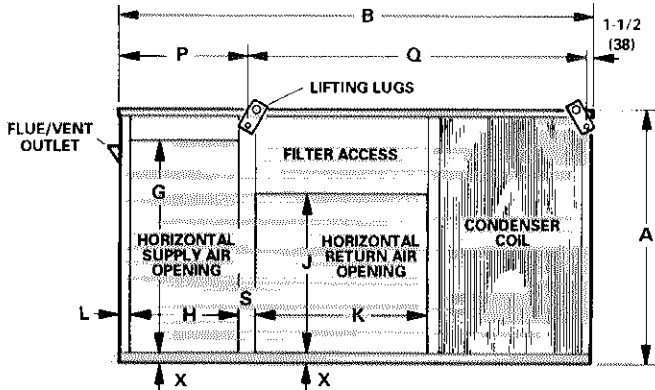 B
1-1/2
(38)
P
Q
LIFTING LUGS
FLUE/VENT
OUTLET
G
FILTER ACCESS
A
HORIZONTAL
SUPPLY AIR
OPENING
J
HORIZONTAL
RETURN AIR
OPENING
CONDENSER
COIL
L
H
S
K
X
X